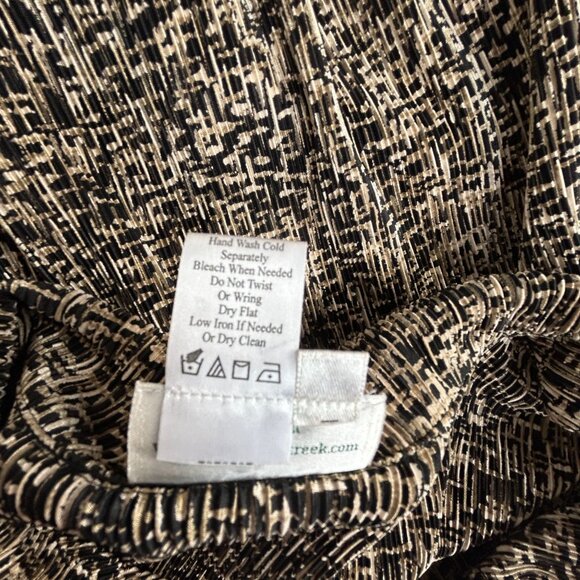 Hand Wash Cold
Separately
Bleach When Needed
Do Not Twist
Or Wring
Dry Flat
Low Iron If Needed
Or Dry Clean
reek.com